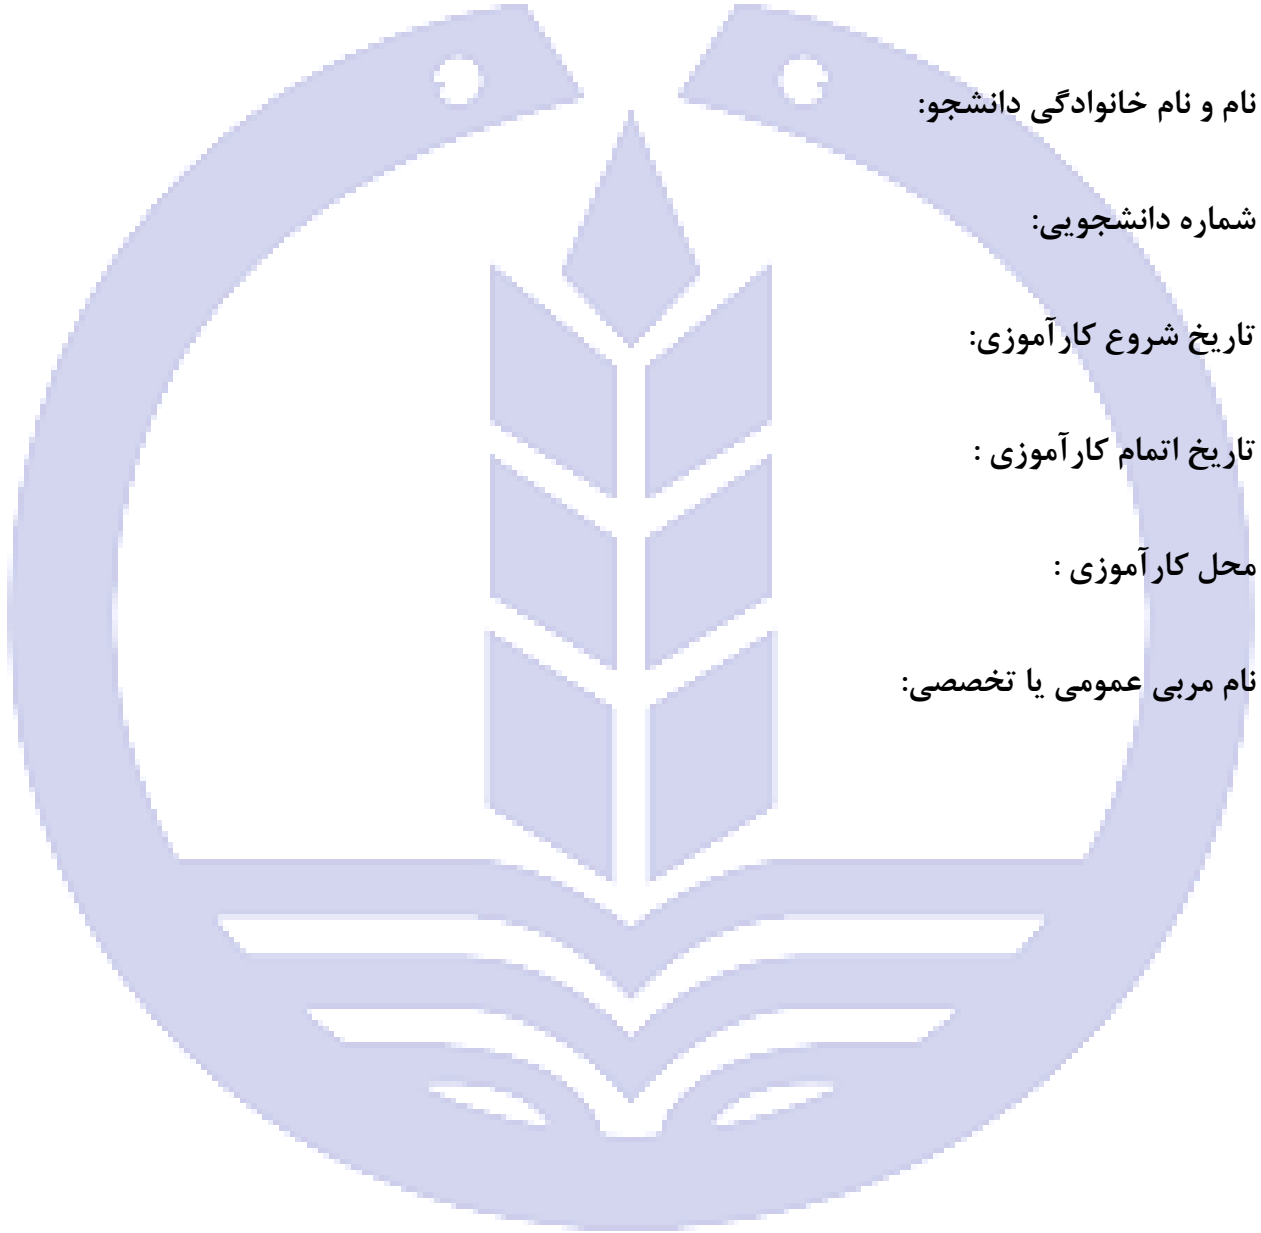 نام و نام خانوادگی دانشجو:
شماره دانشجویی:
تاریخ شروع کارآموزی:
تاریخ اتمام کارآموزی :
محل کارآموزی :
نام مربی عمومی یا تخصصی: